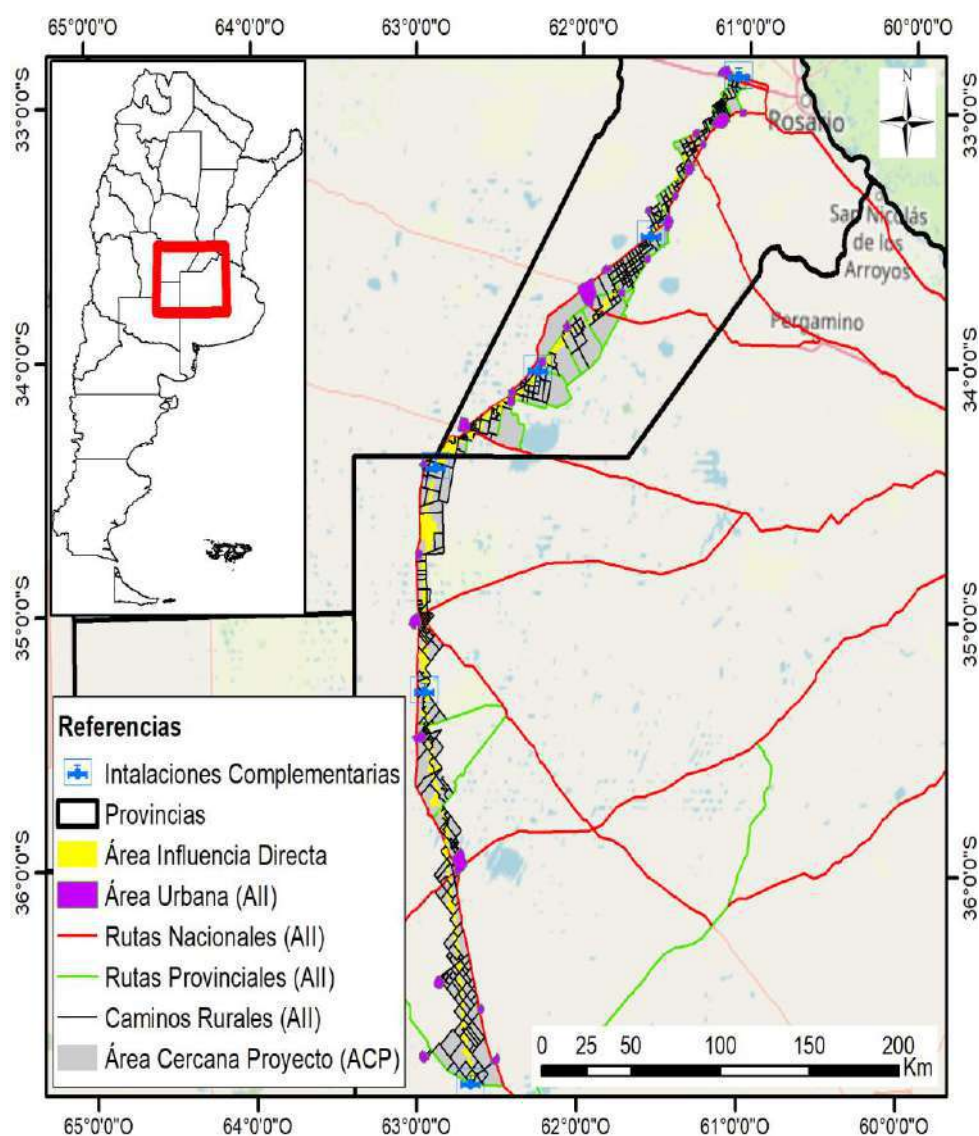 65°0'0"O 64°0'0"O 63°0'0"O 62°0'0"O 61°0'0"O 60°0'0"O
N
33°0'0"S
33°0'0"S
Rosario
San Nicolás
de los
Arroyos
Pergamino
34°0'0"S
34°0'0"S
35°0'0"S
35°0'0"S
Referencias
Intalaciones Complementarias
Provincias
Área Influencia Directa
Área Urbana (AII)
Rutas Nacionales (AII)
Rutas Provinciales (AII)
Caminos Rurales (AII)
Área Cercana Proyecto (ACP)
36°0'0"S
36°0'0"S
0 25 50 100 150 200
Km
65°0'0"O 64°0'0"O 63°0'0"O 62°0'0"O 61°0'0"O 60°0'0"O